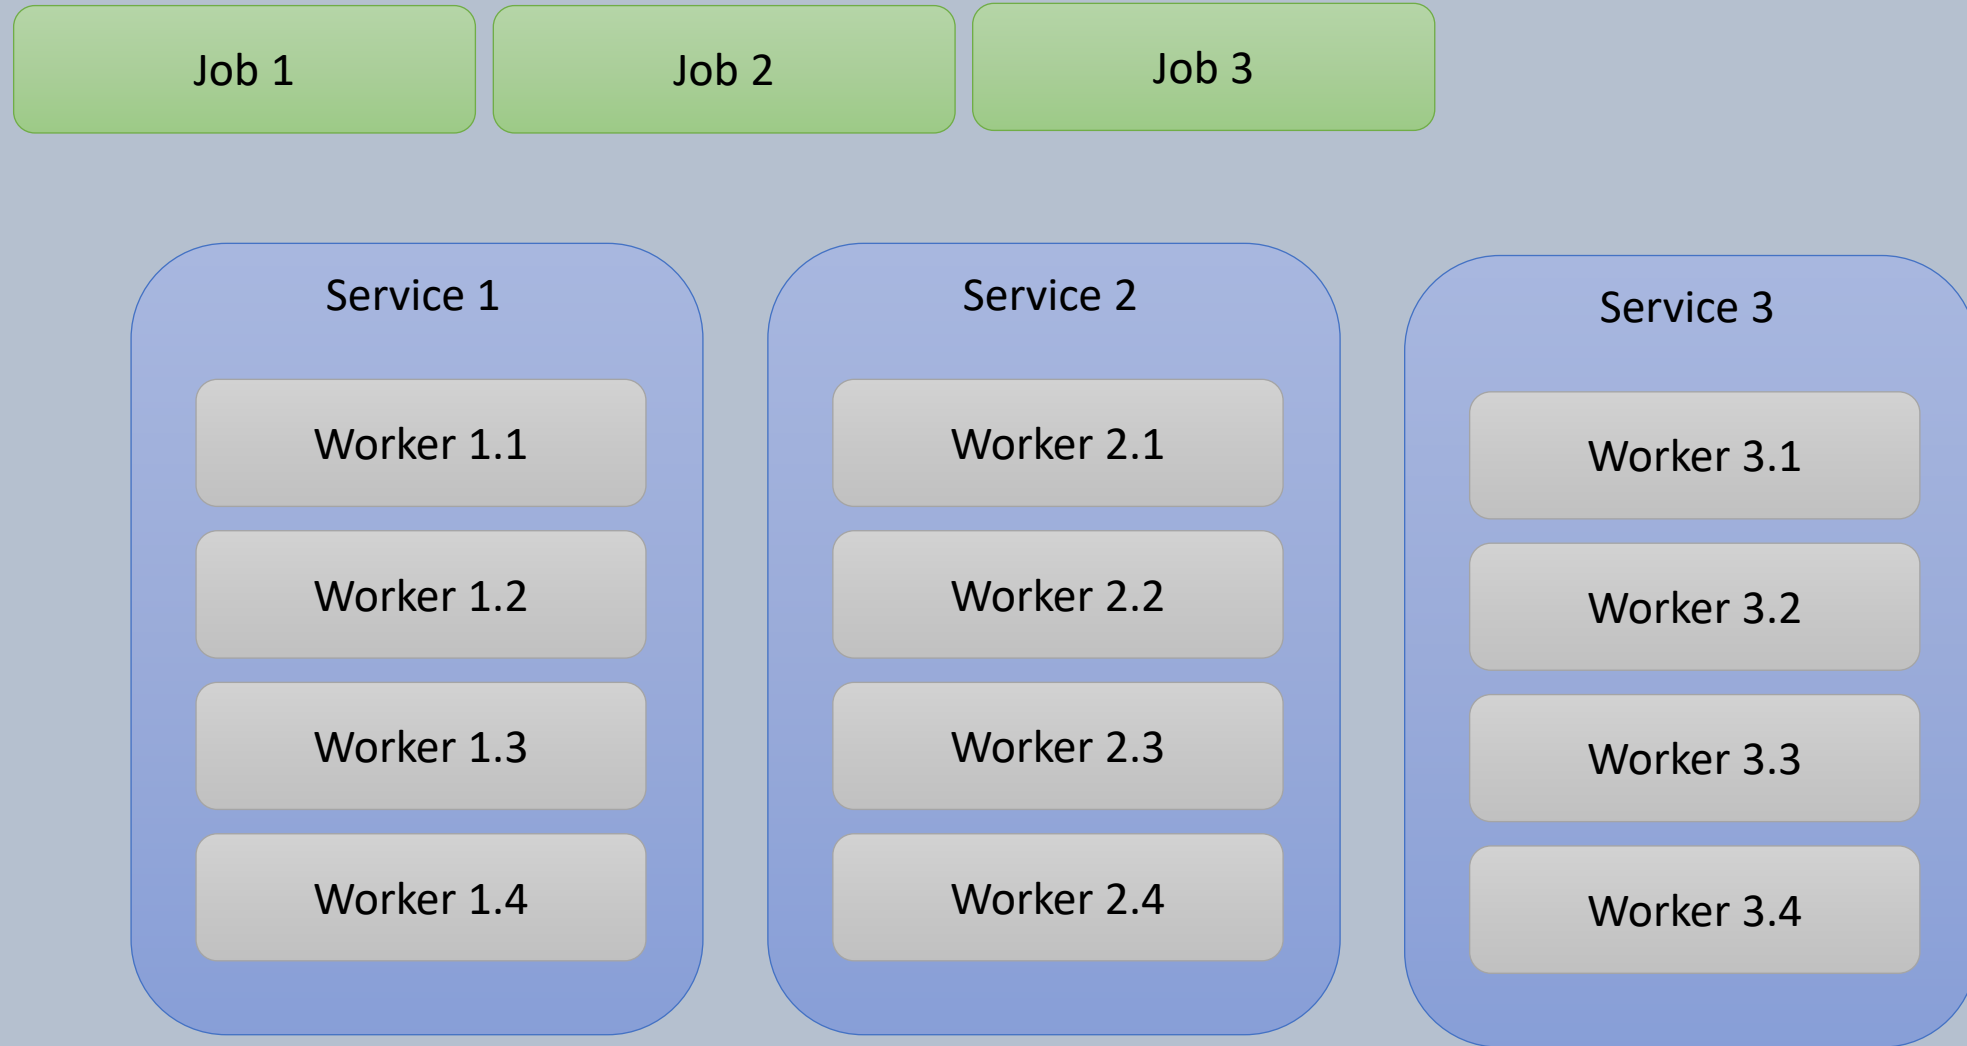 Job 1
Job 2
Job 3
Service 1
Worker 1.1
Worker 1.2
Worker 1.3
Worker 1.4
Service 2
Worker 2.1
Worker 2.2
Worker 2.3
Worker 2.4
Service 3
Worker 3.1
Worker 3.2
Worker 3.3
Worker 3.4